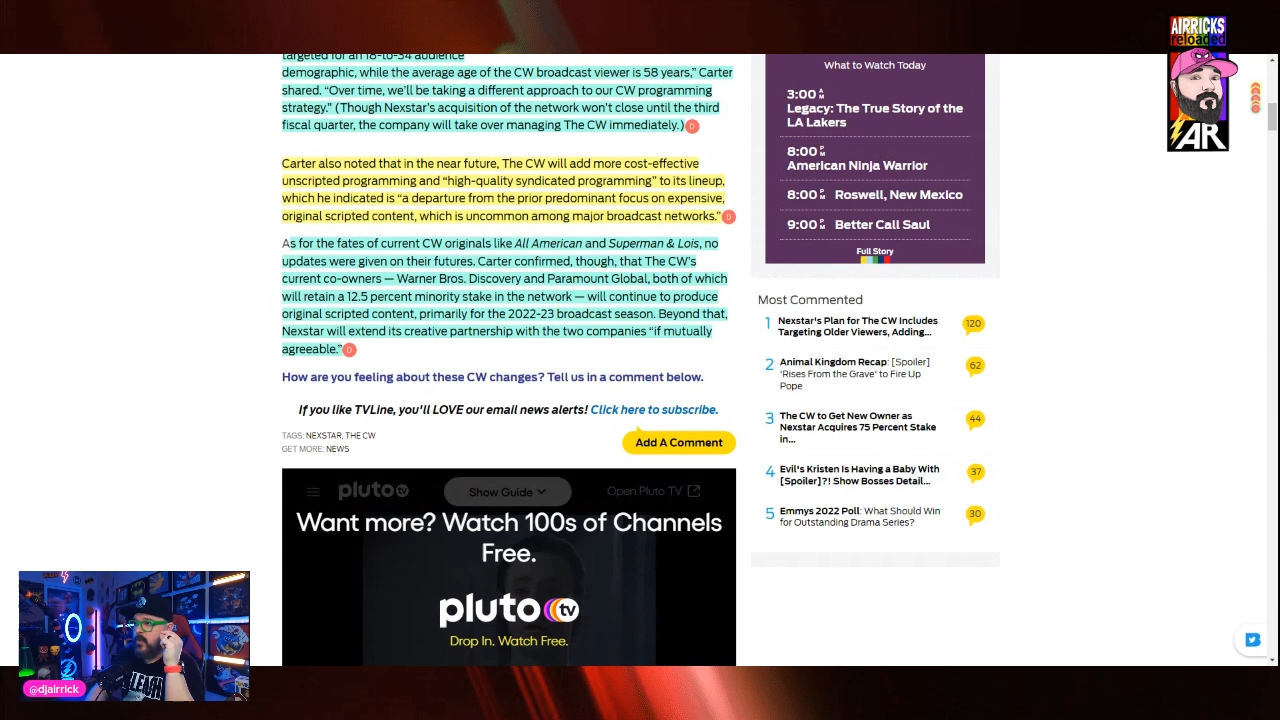 AIRRICKS
reloaded
AR
targeted for an 18-to-34 audience
demographic, while the average age of the CW broadcast viewer is 58 years,” Carter
shared. “Over time, we’ll be taking a different approach to our CW programming
strategy.” (Though Nexstar’s acquisition of the network won’t close until the third
fiscal quarter, the company will take over managing The CW immediately.) D
Carter also noted that in the near future, The CW will add more cost-effective
unscripted programming and “high-quality syndicated programming” to its lineup,
which he indicated is “a departure from the prior predominant focus on expensive,
original scripted content, which is uncommon among major broadcast networks.” D
As for the fates of current CW originals like All American and Superman & Lois, no
updates were given on their futures. Carter confirmed, though, that The CW’s
current co-owners — Warner Bros. Discovery and Paramount Global, both of which
will retain a 12.5 percent minority stake in the network — will continue to produce
original scripted content, primarily for the 2022-23 broadcast season. Beyond that,
Nexstar will extend its creative partnership with the two companies “if mutually
agreeable.” D
How are you feeling about these CW changes? Tell us in a comment below.
If you like TVLine, you'll LOVE our email news alerts! Click here to subscribe.
TAGS: NEXSTAR, THE CW
GET MORE: NEWS
Add A Comment
pluto tv
Show Guide
Open Pluto TV
Want more? Watch 100s of Channels
Free.
pluto tv
Drop In. Watch Free.
What to Watch Today
3:00 AM
Legacy: The True Story of the
LA Lakers
8:00 PM
American Ninja Warrior
8:00 PM Roswell, New Mexico
9:00 PM Better Call Saul
Full Story
Most Commented
1 Nexstar's Plan for The CW Includes
Targeting Older Viewers, Adding...
120
2 Animal Kingdom Recap: [Spoiler]
'Rises From the Grave' to Fire Up
Pope
62
3 The CW to Get New Owner as
Nexstar Acquires 75 Percent Stake
in...
44
4 Evil's Kristen Is Having a Baby With
[Spoiler]?! Show Bosses Detail...
37
5 Emmys 2022 Poll: What Should Win
for Outstanding Drama Series?
30
@djairrick